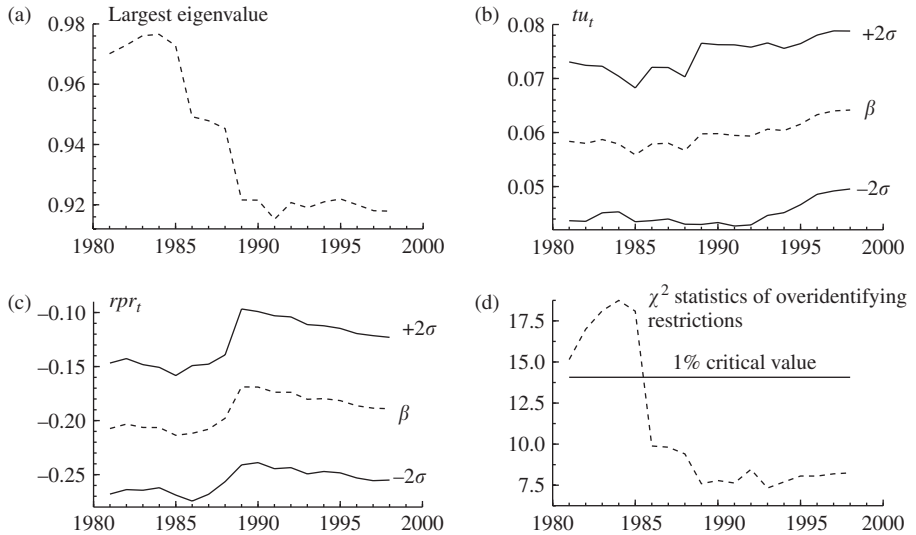 (a) Largest eigenvalue
0.98
0.96
0.94
0.92
1980 1985 1990 1995 2000
(b) tuₜ
0.08
0.07
0.06
0.05
+2σ
β
−2σ
1980 1985 1990 1995 2000
(c) rprₜ
−0.10
−0.15
−0.20
−0.25
+2σ
β
−2σ
1980 1985 1990 1995 2000
(d) χ² statistics of overidentifying
restrictions
17.5
15.0
12.5
10.0
7.5
1% critical value
1980 1985 1990 1995 2000